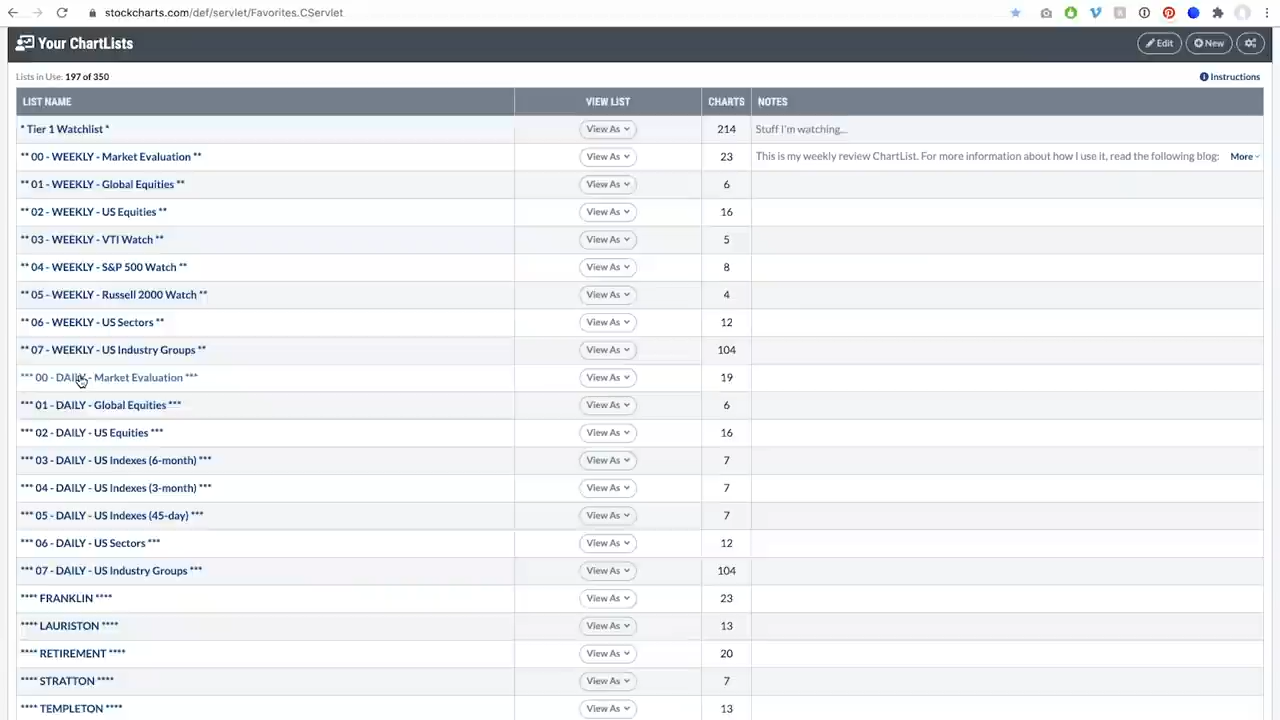 stockcharts.com/def/servlet/Favorites.CServlet
Your ChartLists
Edit
New
Lists in Use: 197 of 350
Instructions
LIST NAME VIEW LIST CHARTS NOTES
* Tier 1 Watchlist * View As 214 Stuff I'm watching...
** 00 - WEEKLY - Market Evaluation ** View As 23 This is my weekly review ChartList. For more information about how I use it, read the following blog: More
** 01 - WEEKLY - Global Equities ** View As 6
** 02 - WEEKLY - US Equities ** View As 16
** 03 - WEEKLY - VTI Watch ** View As 5
** 04 - WEEKLY - S&P 500 Watch ** View As 8
** 05 - WEEKLY - Russell 2000 Watch ** View As 4
** 06 - WEEKLY - US Sectors ** View As 12
** 07 - WEEKLY - US Industry Groups ** View As 104
*** 00 - DAILY - Market Evaluation *** View As 19
*** 01 - DAILY - Global Equities *** View As 6
*** 02 - DAILY - US Equities *** View As 16
*** 03 - DAILY - US Indexes (6-month) *** View As 7
*** 04 - DAILY - US Indexes (3-month) *** View As 7
*** 05 - DAILY - US Indexes (45-day) *** View As 7
*** 06 - DAILY - US Sectors *** View As 12
*** 07 - DAILY - US Industry Groups *** View As 104
**** FRANKLIN **** View As 23
**** LAURISTON **** View As 13
**** RETIREMENT **** View As 20
**** STRATTON **** View As 7
**** TEMPLETON **** View As 13